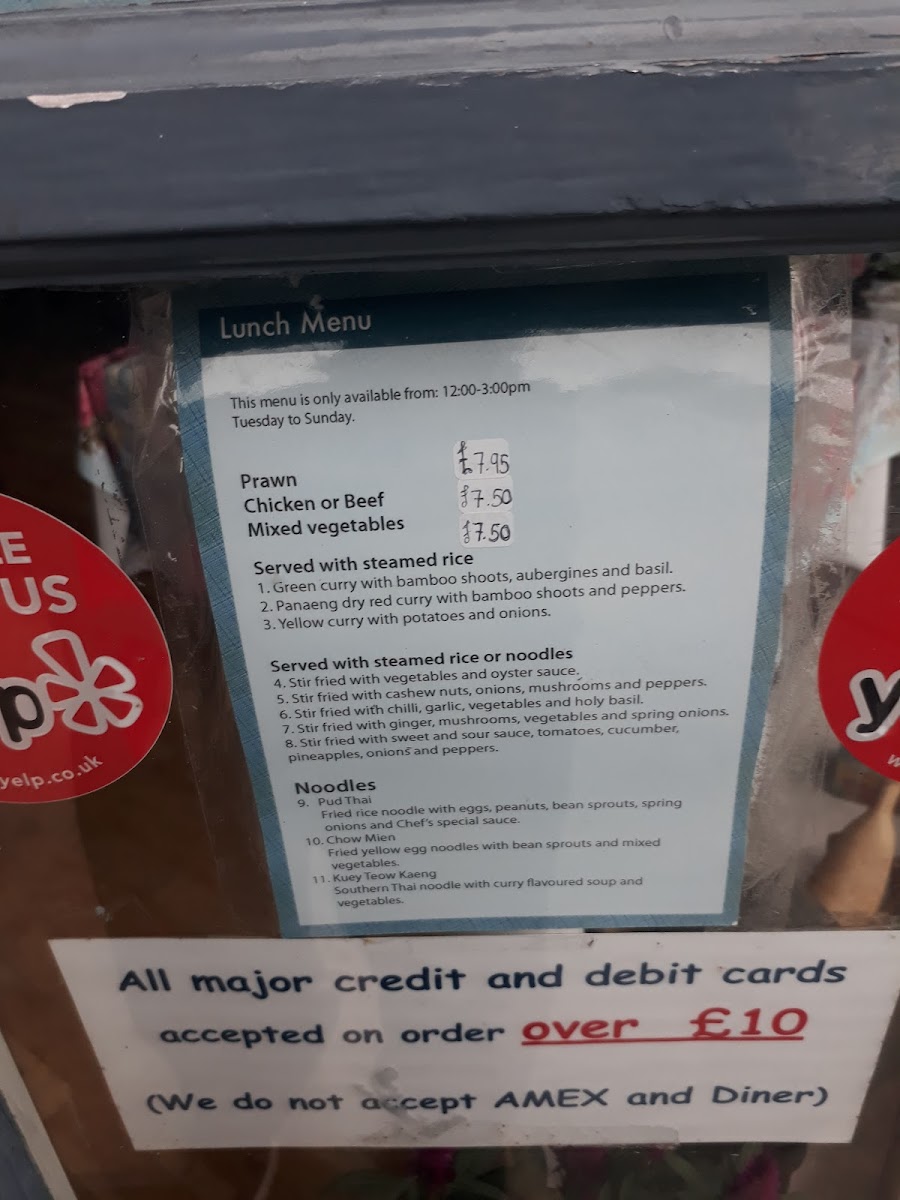 Lunch Menu
This menu is only available from: 12:00-3:00pm
Tuesday to Sunday.
Prawn £7.95
Chicken or Beef £7.50
Mixed vegetables £7.50
Served with steamed rice
1. Green curry with bamboo shoots, aubergines and basil.
2. Panaeng dry red curry with bamboo shoots and peppers.
3. Yellow curry with potatoes and onions.
Served with steamed rice or noodles
4. Stir fried with vegetables and oyster sauce.
5. Stir fried with cashew nuts, onions, mushrooms and peppers.
6. Stir fried with chilli, garlic, vegetables and holy basil.
7. Stir fried with ginger, mushrooms, vegetables and spring onions.
8. Stir fried with sweet and sour sauce, tomatoes, cucumber,
pineapples, onions and peppers.
Noodles
9. Pud Thai
Fried rice noodle with eggs, peanuts, bean sprouts, spring
onions and Chef's special sauce.
10. Chow Mien
Fried yellow egg noodles with bean sprouts and mixed
vegetables.
11. Kuey Teow Kaeng
Southern Thai noodle with curry flavoured soup and
vegetables.
E
US
p
yelp.co.uk
y
w
All major credit and debit cards
accepted on order over £10
(We do not accept AMEX and Diner)